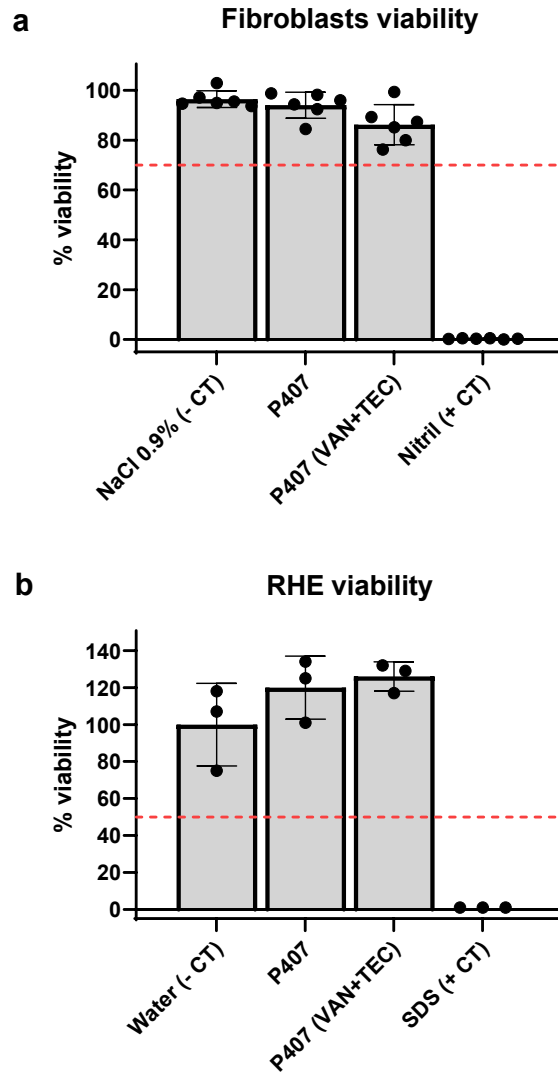 a
Fibroblasts viability
% viability
100
80
60
40
20
0
NaCl 0.9% (- CT)
P407
P407 (VAN+TEC)
Nitril (+ CT)
b
RHE viability
% viability
140
120
100
80
60
40
20
0
Water (- CT)
P407
P407 (VAN+TEC)
SDS (+ CT)